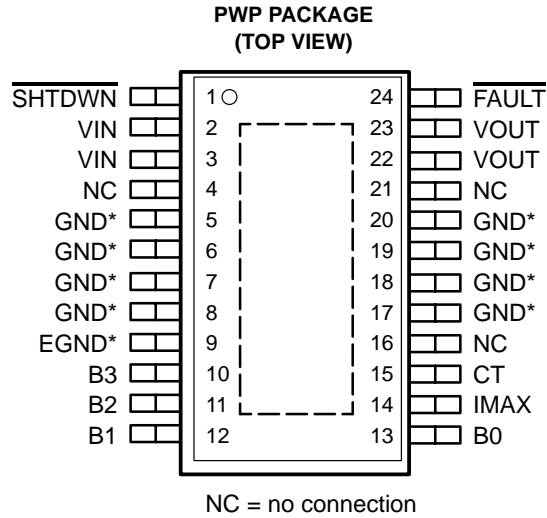 PWP PACKAGE
(TOP VIEW)
SHTDWN 1 24 FAULT
VIN 2 23 VOUT
VIN 3 22 VOUT
NC 4 21 NC
GND* 5 20 GND*
GND* 6 19 GND*
GND* 7 18 GND*
GND* 8 17 GND*
EGND* 9 16 NC
B3 10 15 CT
B2 11 14 IMAX
B1 12 13 B0
NC = no connection